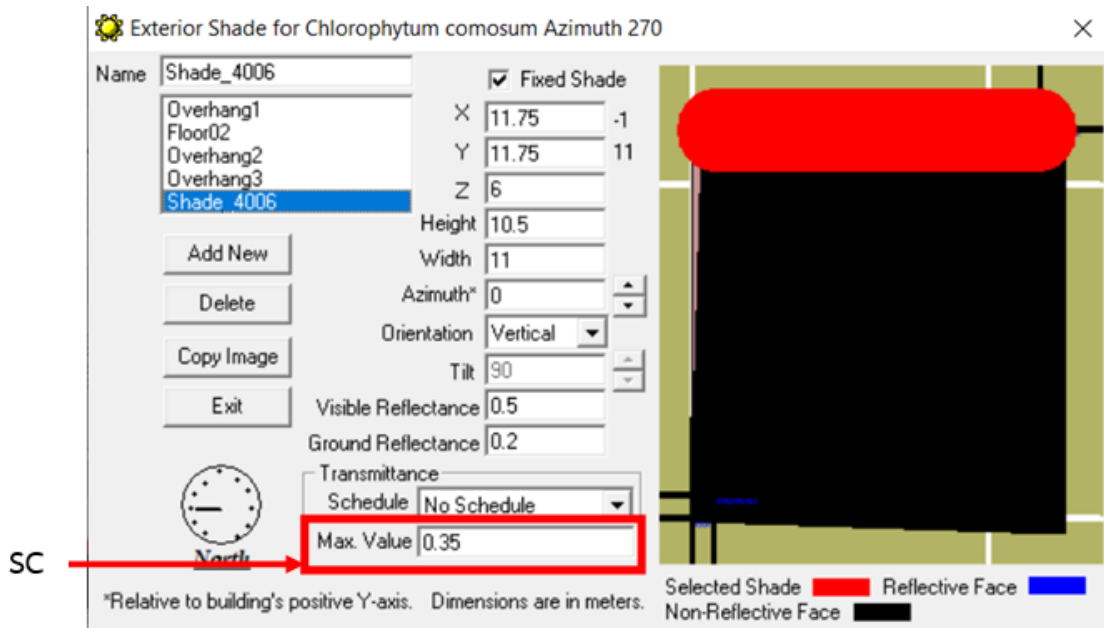 Exterior Shade for Chlorophytum comosum Azimuth 270
Name Shade_4006
Fixed Shade
Overhang1
Floor02
Overhang2
Overhang3
Shade_4006
X 11.75 -1
Y 11.75 11
Z 6
Height 10.5
Width 11
Azimuth* 0
Orientation Vertical
Tilt 90
Visible Reflectance 0.5
Ground Reflectance 0.2
Add New
Delete
Copy Image
Exit
Transmittance
Schedule No Schedule
Max. Value 0.35
North
SC
*Relative to building's positive Y-axis. Dimensions are in meters.
Selected Shade Reflective Face
Non-Reflective Face